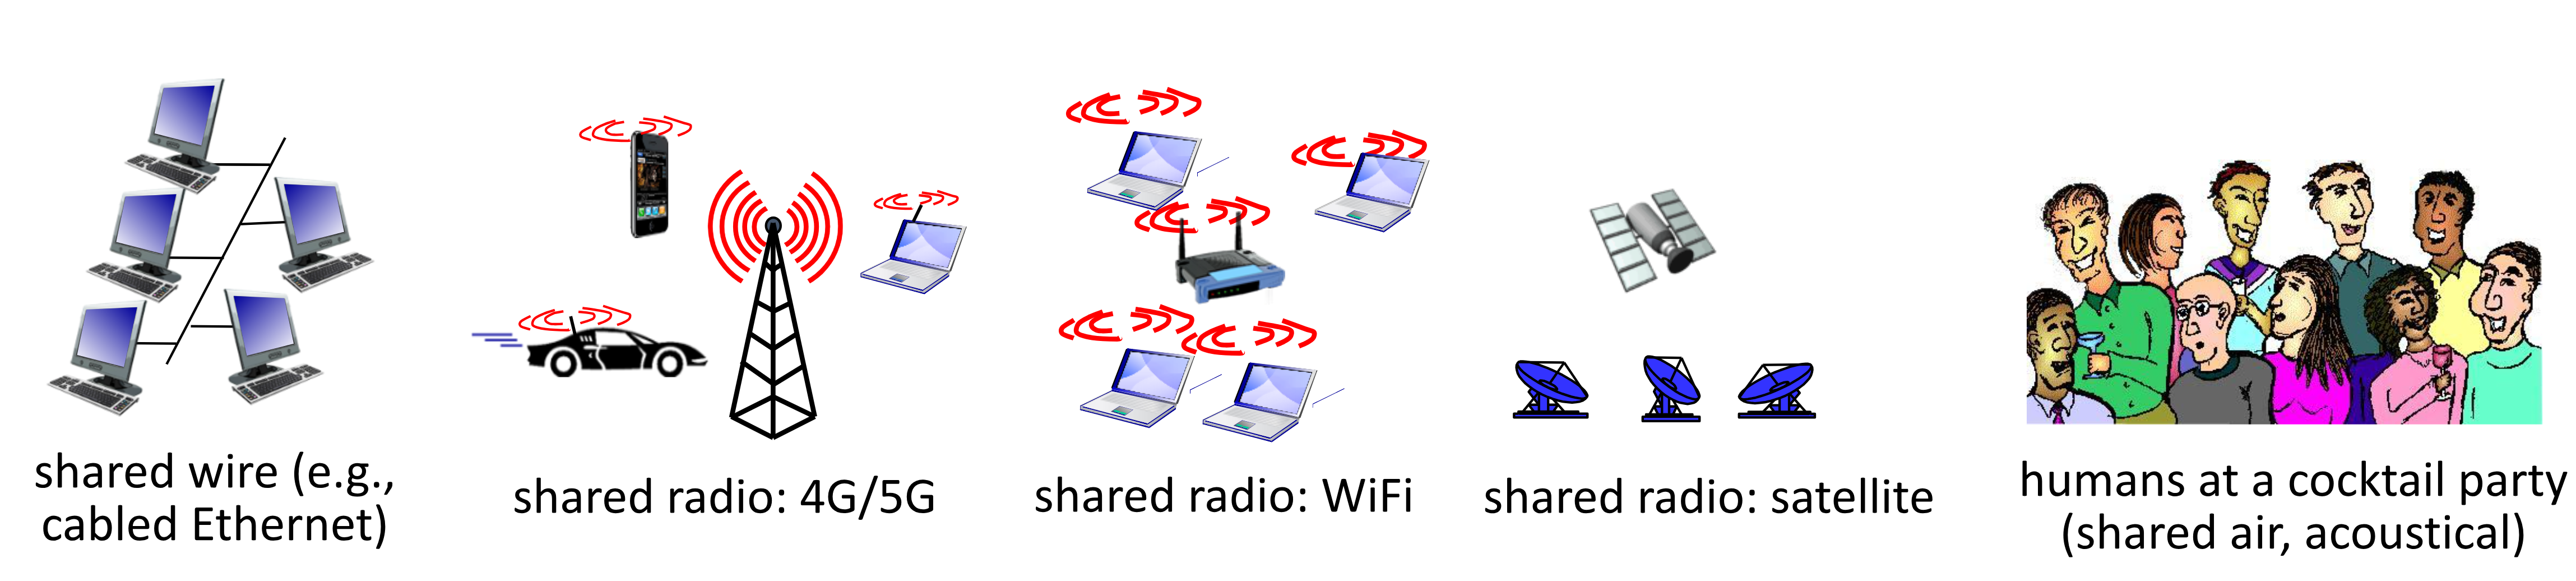 shared wire (e.g.,
cabled Ethernet)
shared radio: 4G/5G
shared radio: WiFi
shared radio: satellite
humans at a cocktail party
(shared air, acoustical)